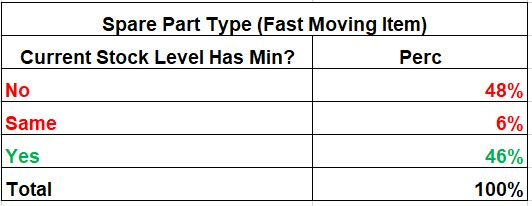 Spare Part Type (Fast Moving Item)
Current Stock Level Has Min? Perc
No 48%
Same 6%
Yes 46%
Total 100%